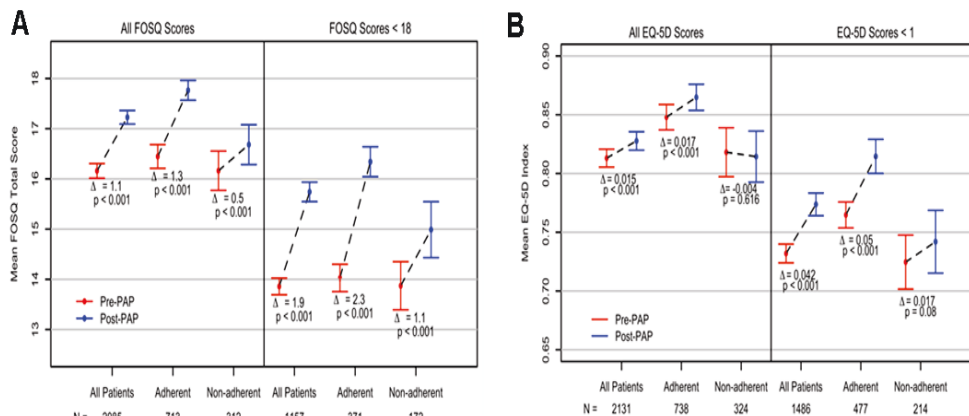 A
All FOSQ Scores
FOSQ Scores < 18
Mean FOSQ Total Score
18
17
16
15
14
13
Δ = 1.1
p < 0.001
Δ = 1.3
p < 0.001
Δ = 0.5
p < 0.001
Δ = 1.9
p < 0.001
Δ = 2.3
p < 0.001
Δ = 1.1
p < 0.001
Pre-PAP
Post-PAP
All Patients Adherent Non-adherent All Patients Adherent Non-adherent
N =
B
All EQ-5D Scores
EQ-5D Scores < 1
Mean EQ-5D Index
0.90
0.85
0.80
0.75
0.70
0.65
Δ = 0.015
p < 0.001
Δ = 0.017
p < 0.001
Δ= -0.004
p = 0.616
Δ = 0.042
p < 0.001
Δ = 0.05
p < 0.001
Δ = 0.017
p = 0.08
Pre-PAP
Post-PAP
All Patients Adherent Non-adherent All Patients Adherent Non-adherent
N = 2131 738 324 1486 477 214